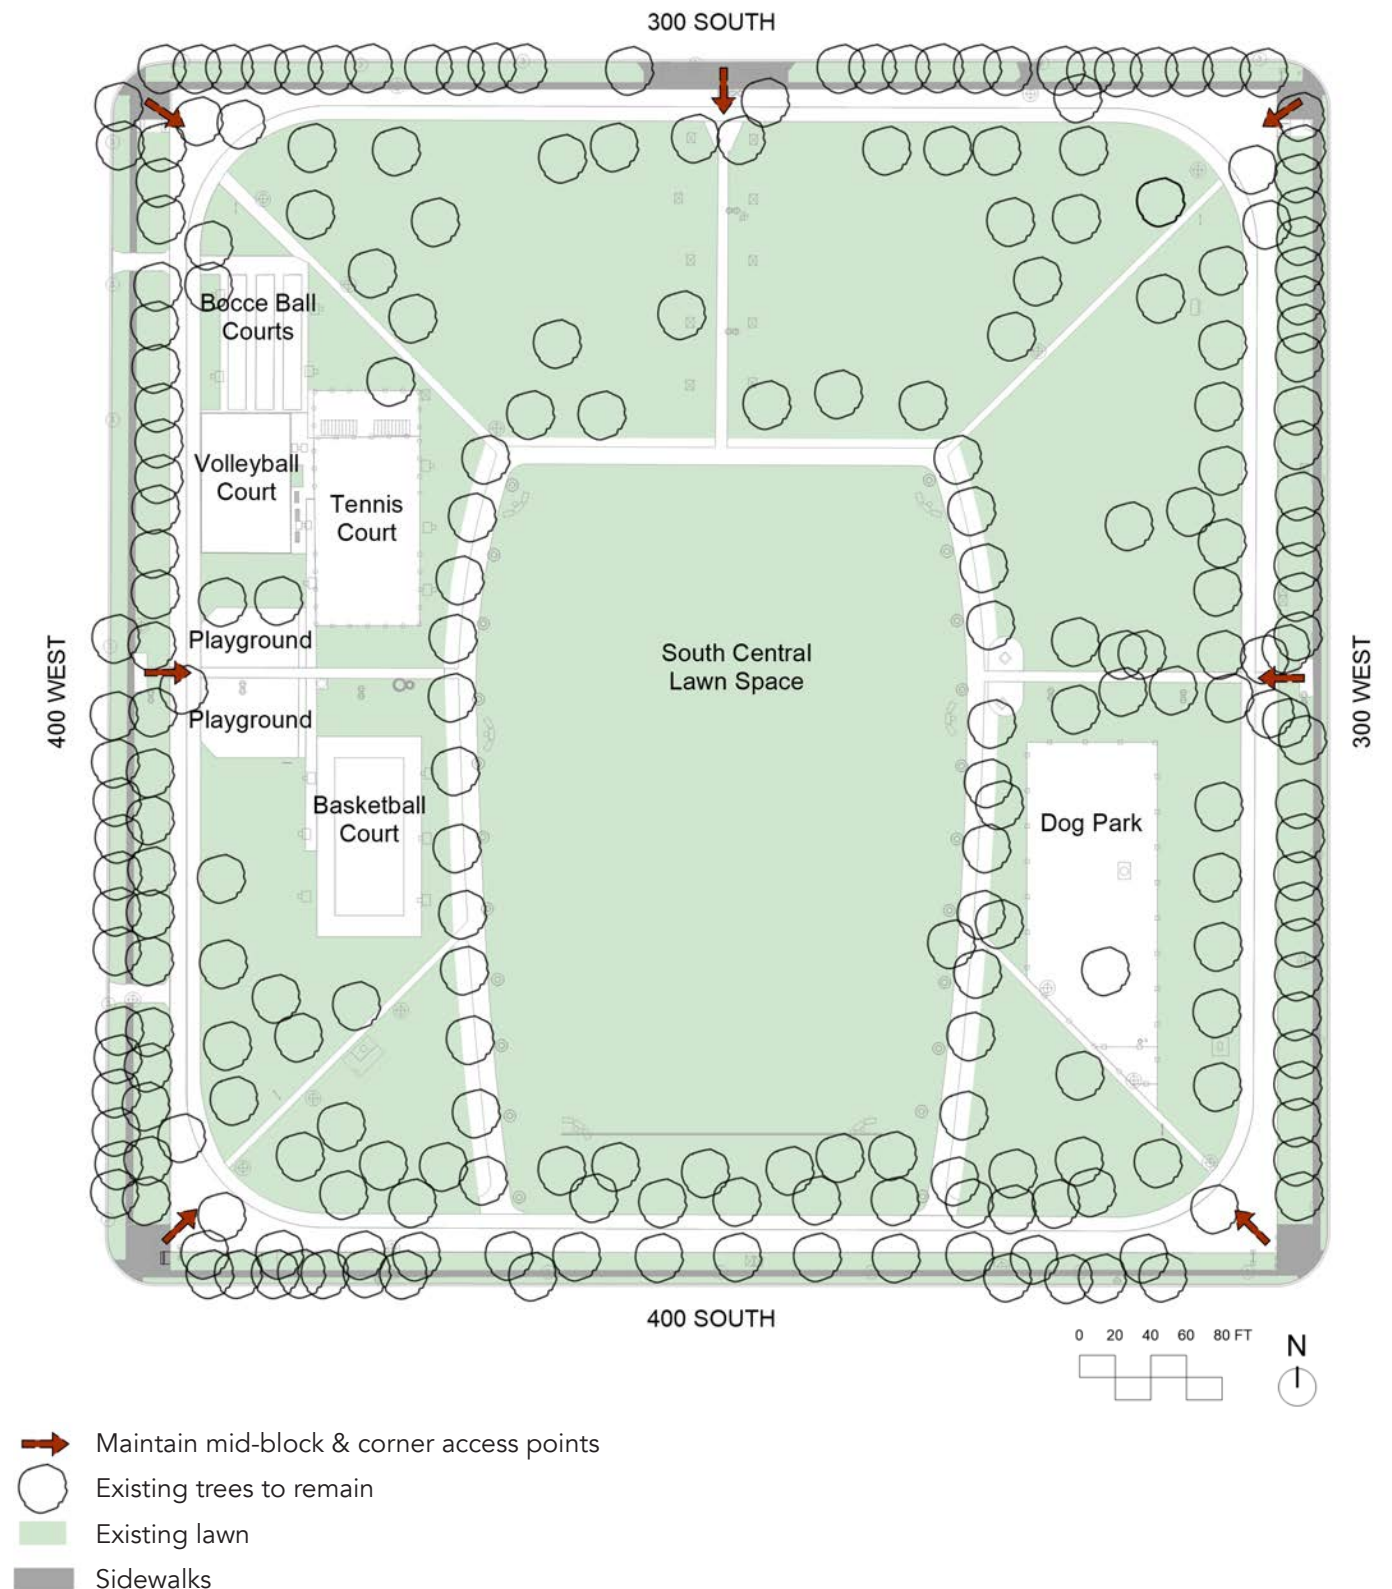 300 SOUTH
Bocce Ball
Courts
Volleyball
Court
Tennis
Court
Playground
Playground
400 WEST
South Central
Lawn Space
300 WEST
Basketball
Court
Dog Park
400 SOUTH
0 20 40 60 80 FT
N
Maintain mid-block & corner access points
Existing trees to remain
Existing lawn
Sidewalks